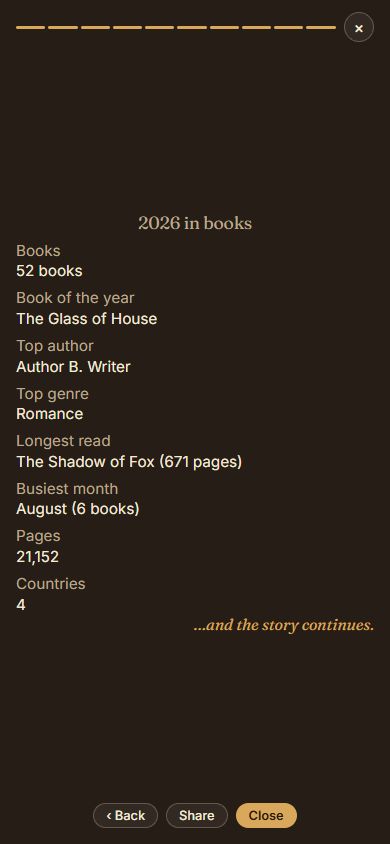 ×
2026 in books
Books
52 books
Book of the year
The Glass of House
Top author
Author B. Writer
Top genre
Romance
Longest read
The Shadow of Fox (671 pages)
Busiest month
August (6 books)
Pages
21,152
Countries
4
...and the story continues.
‹ Back
Share
Close